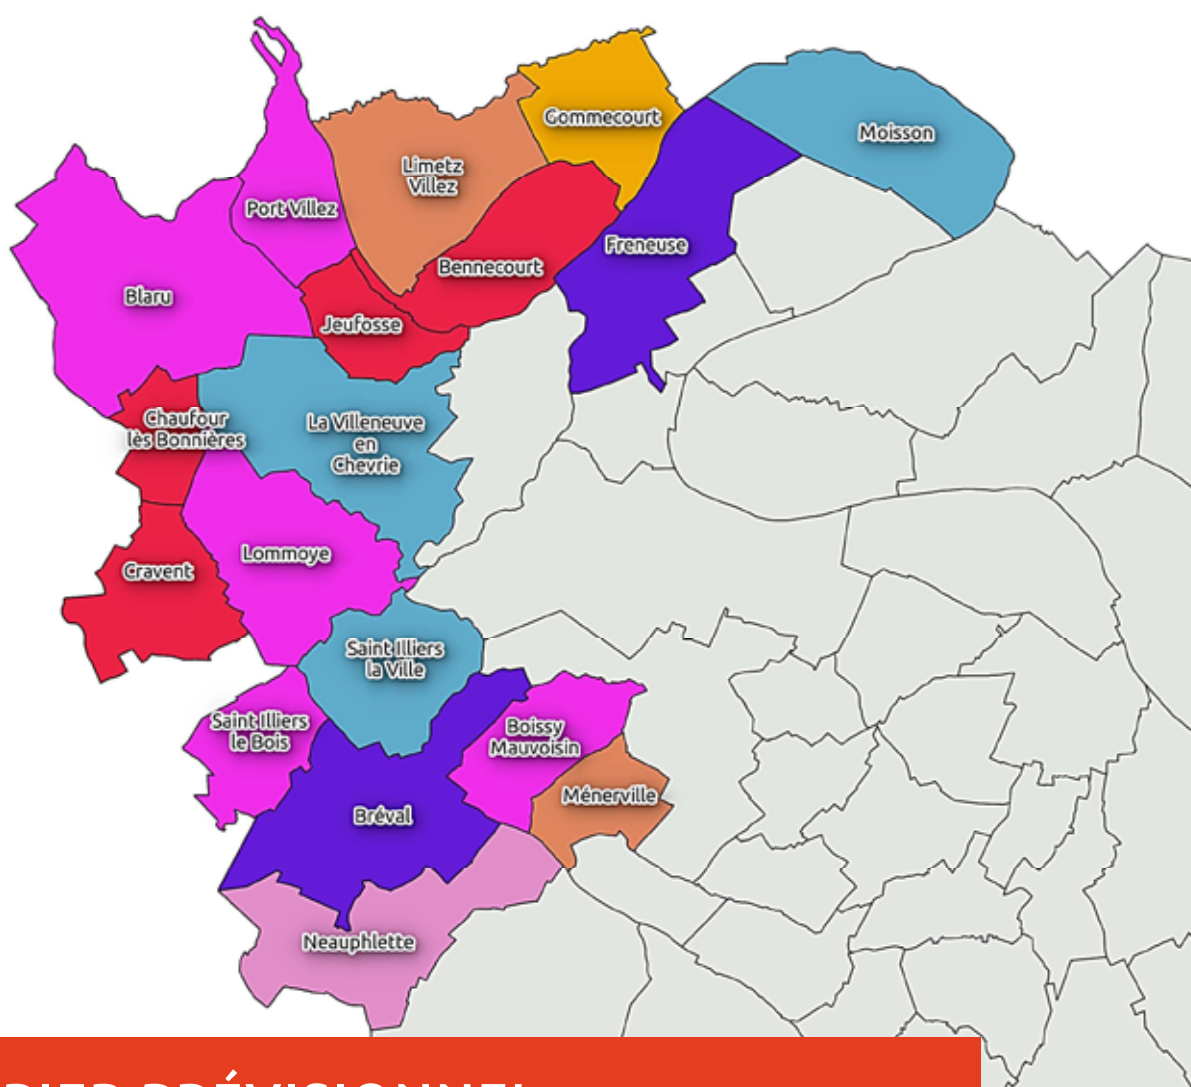 Gommecourt
Moisson
Limetz
Villez
Port Villez
Freneuse
Bennecourt
Blaru
Jeufosse
Chaufour
lès Bonnières
La Villeneuve
en
Chevrie
Lommoye
Cravent
Saint Illiers
la Ville
Saint Illiers
le Bois
Boissy
Mauvoisin
Ménerville
Bréval
Neauphlette
PRÉVISIONNEL